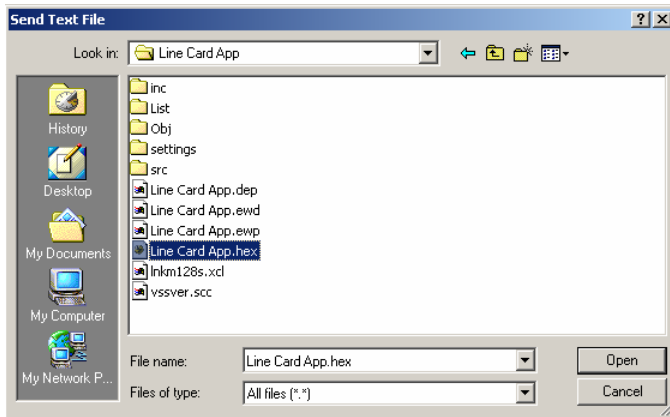 Send Text File
Look in: Line Card App
History
Desktop
My Documents
My Computer
My Network P...
inc
List
Obj
settings
src
Line Card App.dep
Line Card App.ewd
Line Card App.ewp
Line Card App.hex
lnkm128s.xcl
vssver.scc
File name: Line Card App.hex Open
Files of type: All files (*.*) Cancel